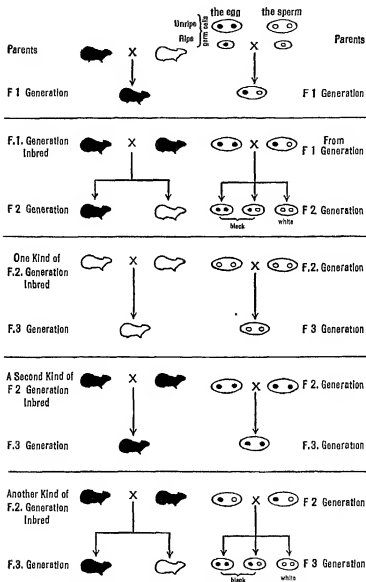 the egg the sperm
Unripe
Ripe
germ cells
Parents X X Parents
F 1 Generation F 1 Generation
F.1. Generation
Inbred X X From
F 1 Generation
F 2 Generation F 2 Generation
black white
One Kind of
F.2. Generation
Inbred X X F.2. Generation
F.3 Generation F 3 Generation
A Second Kind of
F 2 Generation
Inbred X X F 2. Generation
F.3 Generation F.3. Generation
Another Kind of
F.2. Generation
Inbred X X F 2 Generation
F.3. Generation F 3 Generation
black white